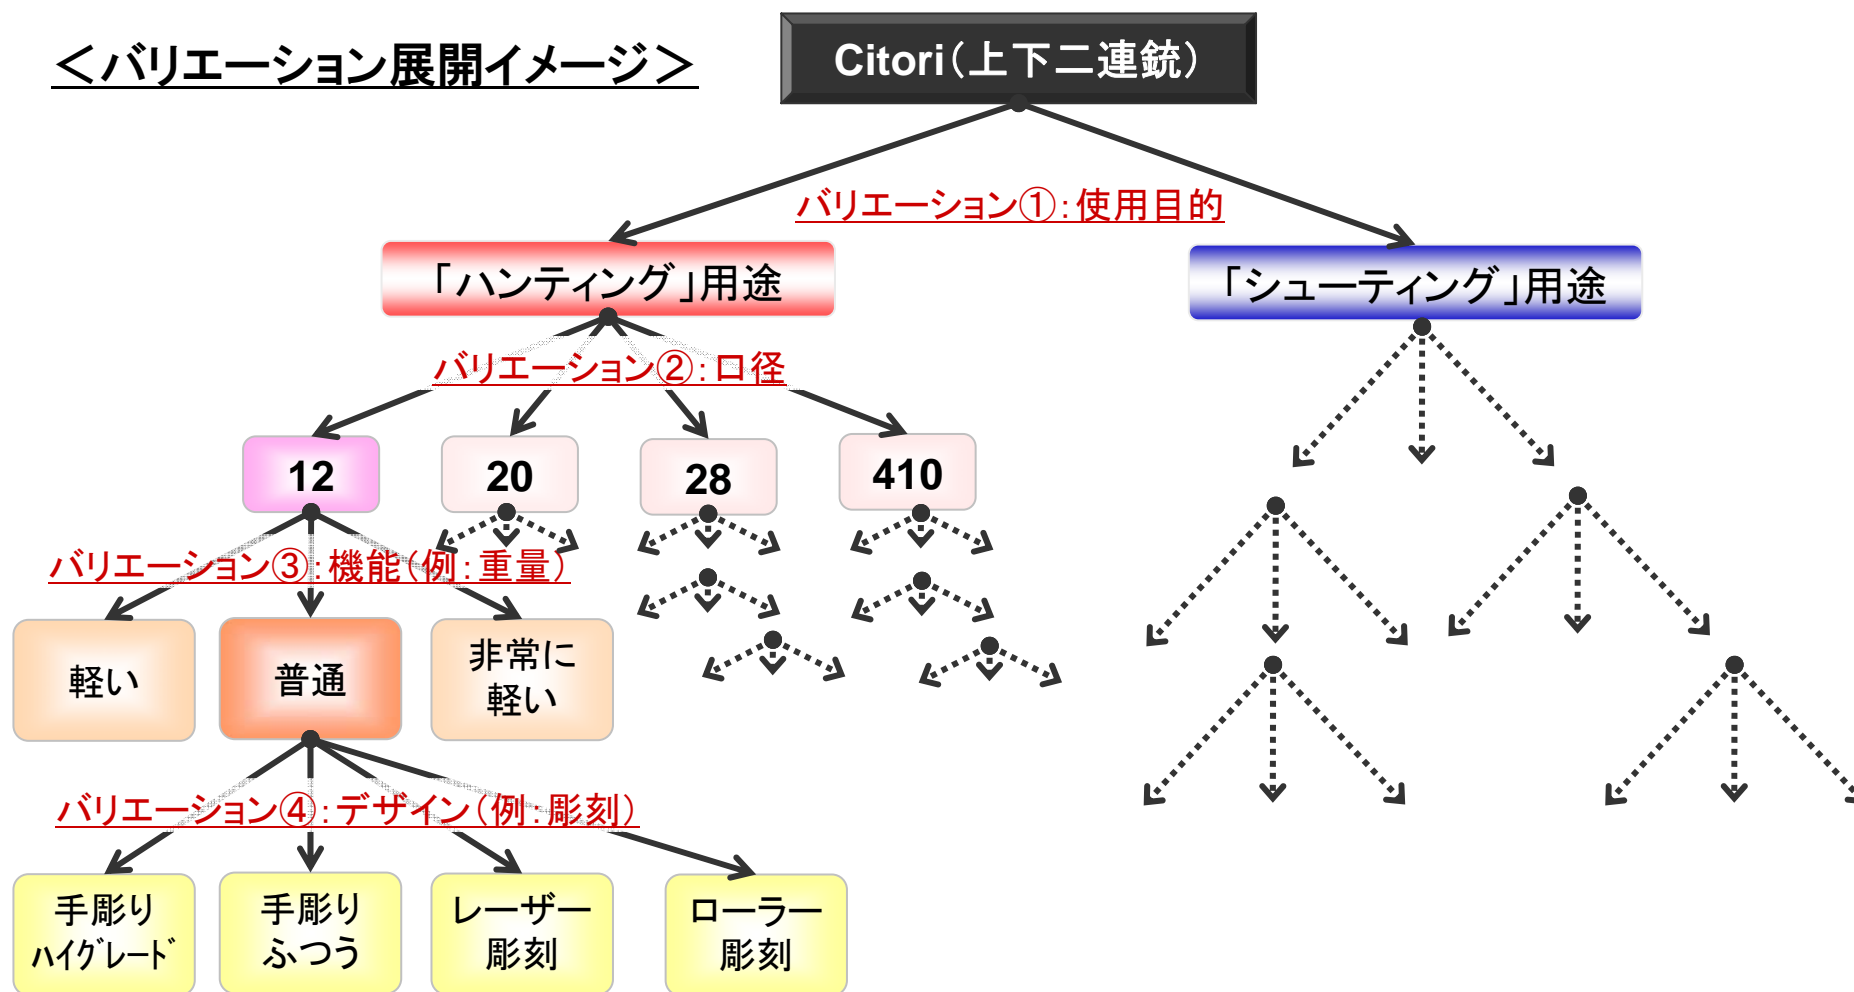 ＜バリエーション展開イメージ＞
Citori（上下二連銃）
バリエーション①：使用目的
「ハンティング」用途
「シューティング」用途
バリエーション②：口径
12
20
28
410
バリエーション③：機能（例：重量）
軽い
普通
非常に
軽い
バリエーション④：デザイン（例：彫刻）
手彫り
ﾊｲｸﾞﾚｰﾄﾞ
手彫り
ふつう
レーザー
彫刻
ローラー
彫刻